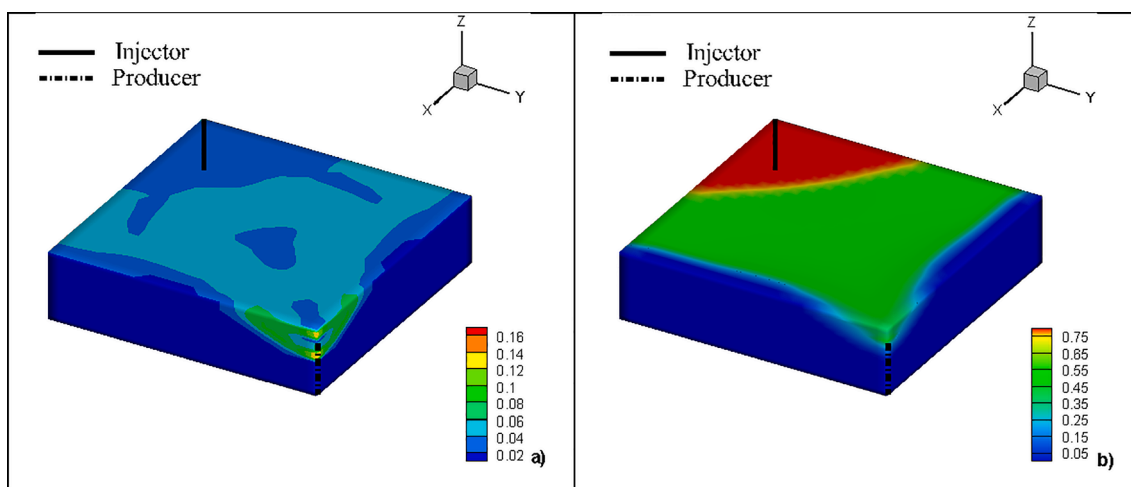 Injector
Producer
Z
X
Y
0.16
0.14
0.12
0.1
0.08
0.06
0.04
0.02
a)
Injector
Producer
Z
X
Y
0.75
0.65
0.55
0.45
0.35
0.25
0.15
0.05
b)